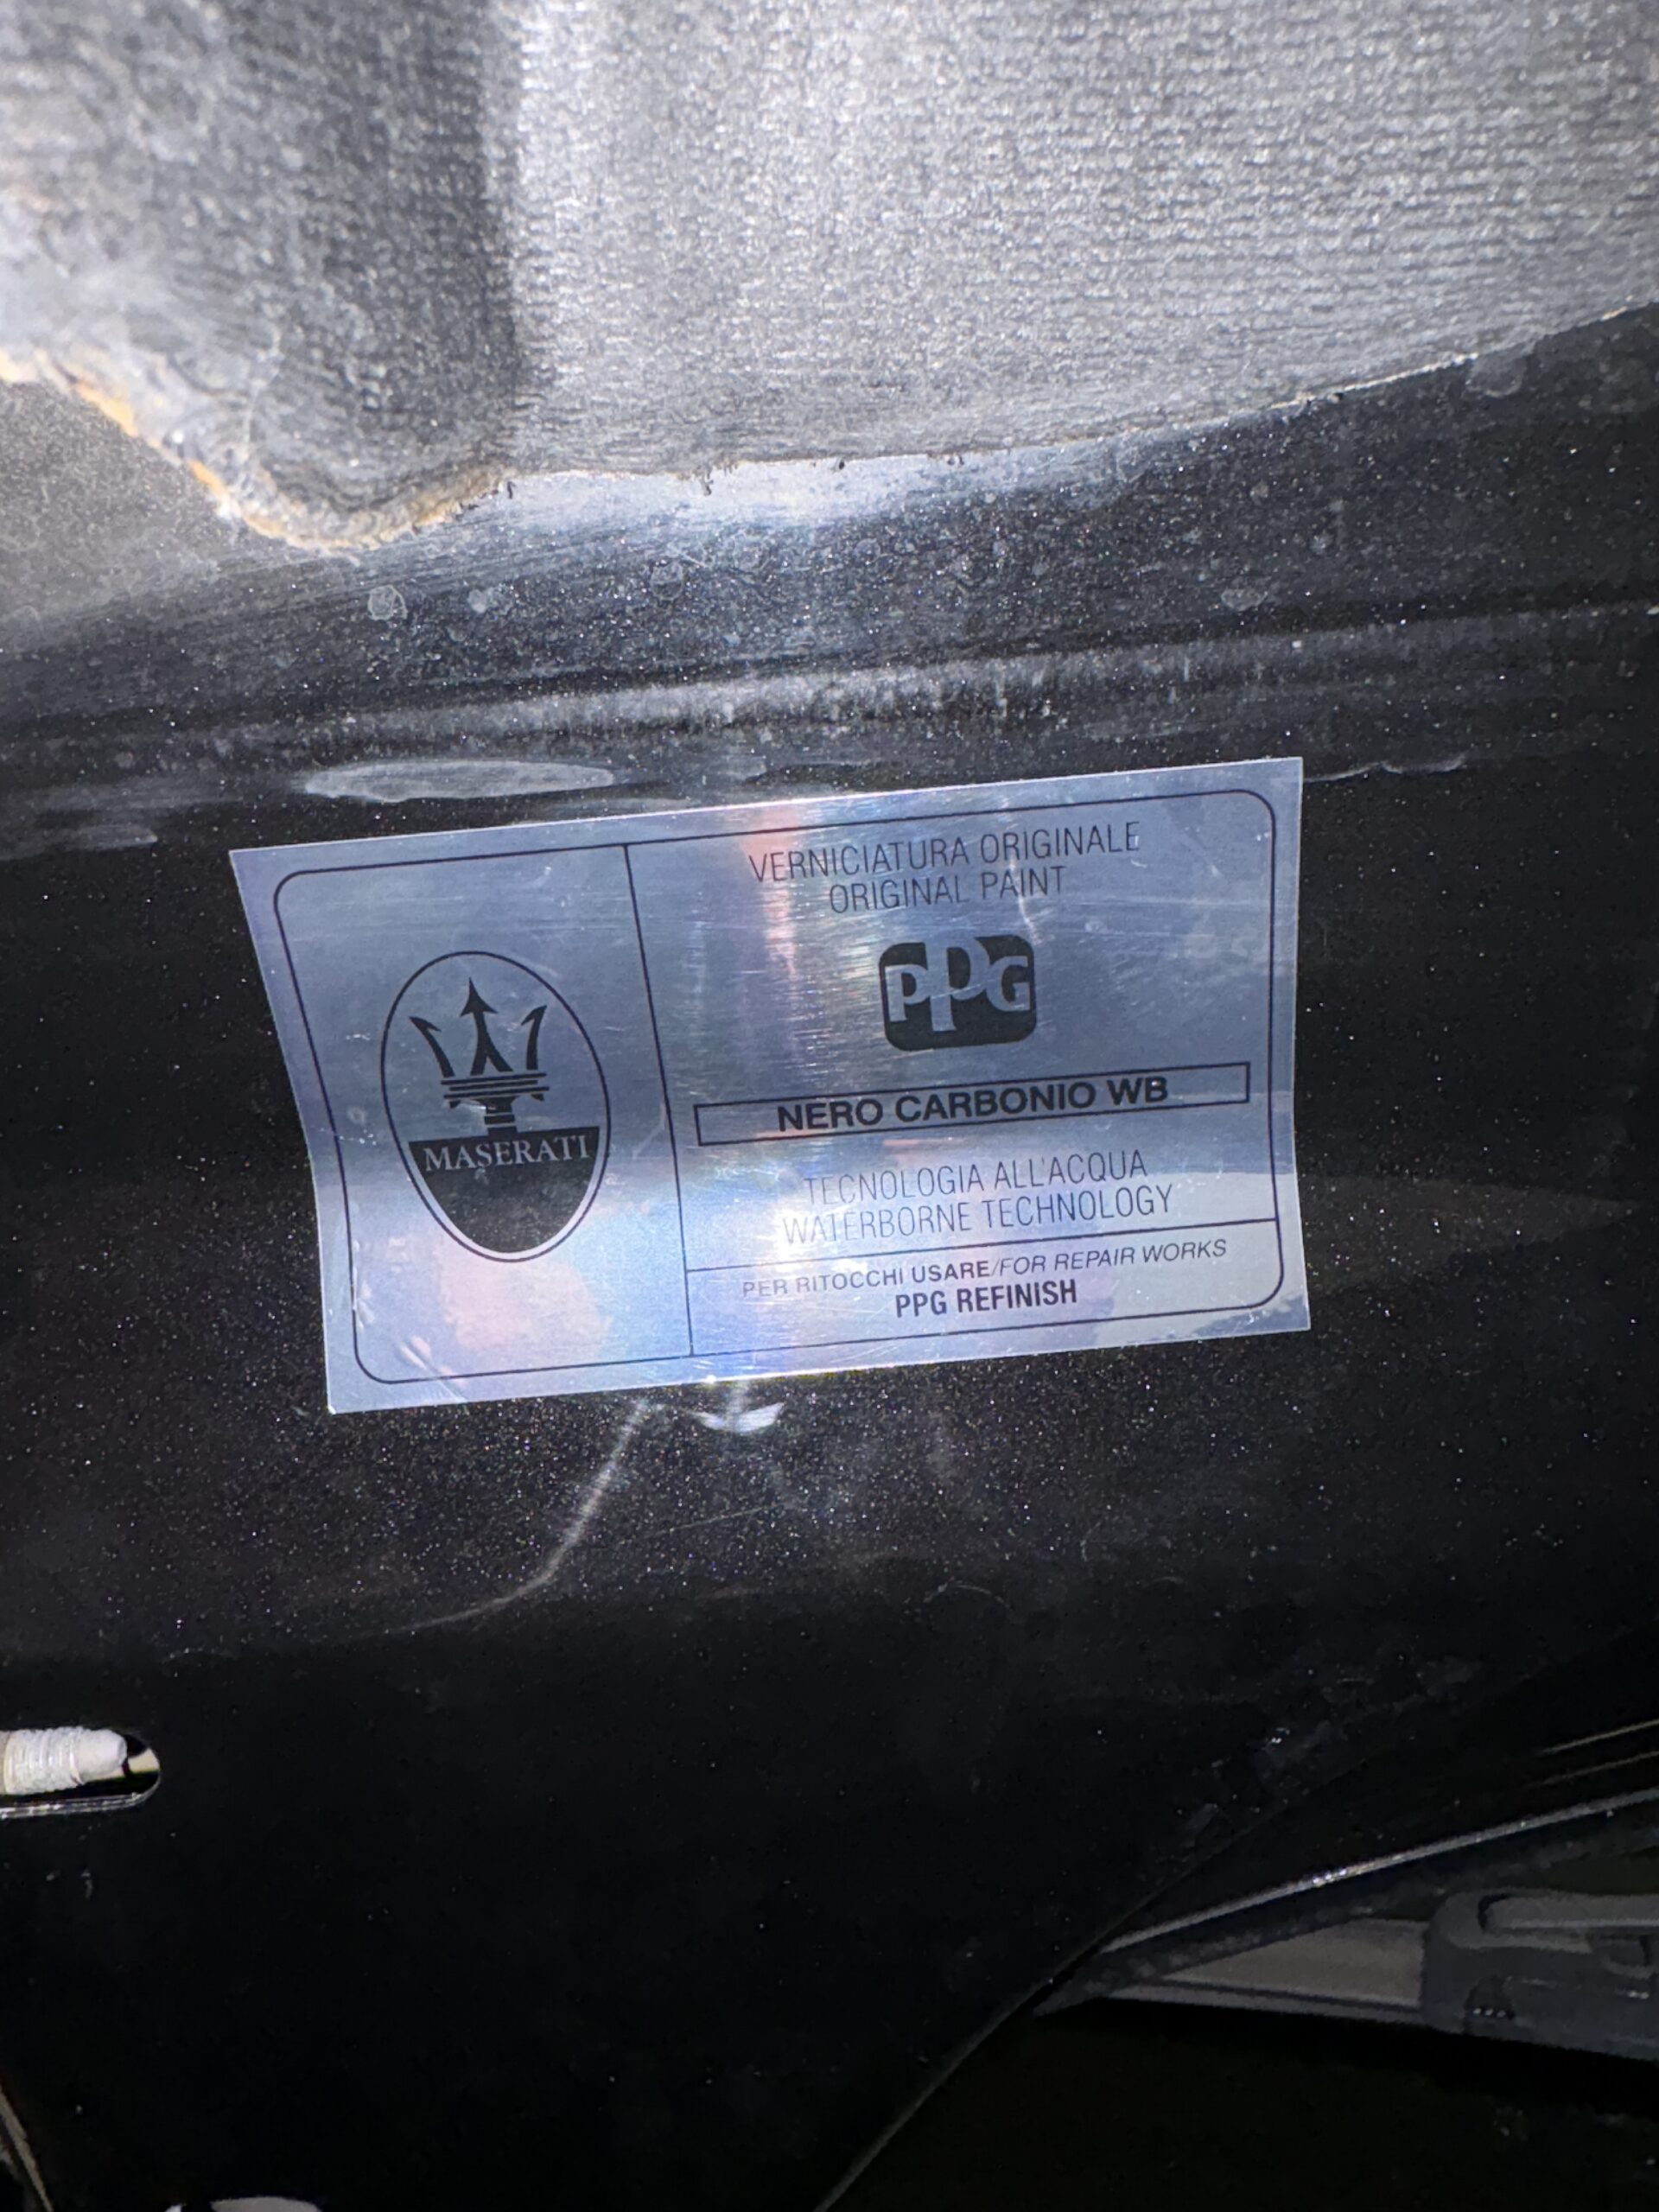 MASERATI
VERNICIATURA ORIGINALE
ORIGINAL PAINT
PPG
NERO CARBONIO WB
TECNOLOGIA ALL'ACQUA
WATERBORNE TECHNOLOGY
PER RITOCCHI USARE/FOR REPAIR WORKS
PPG REFINISH